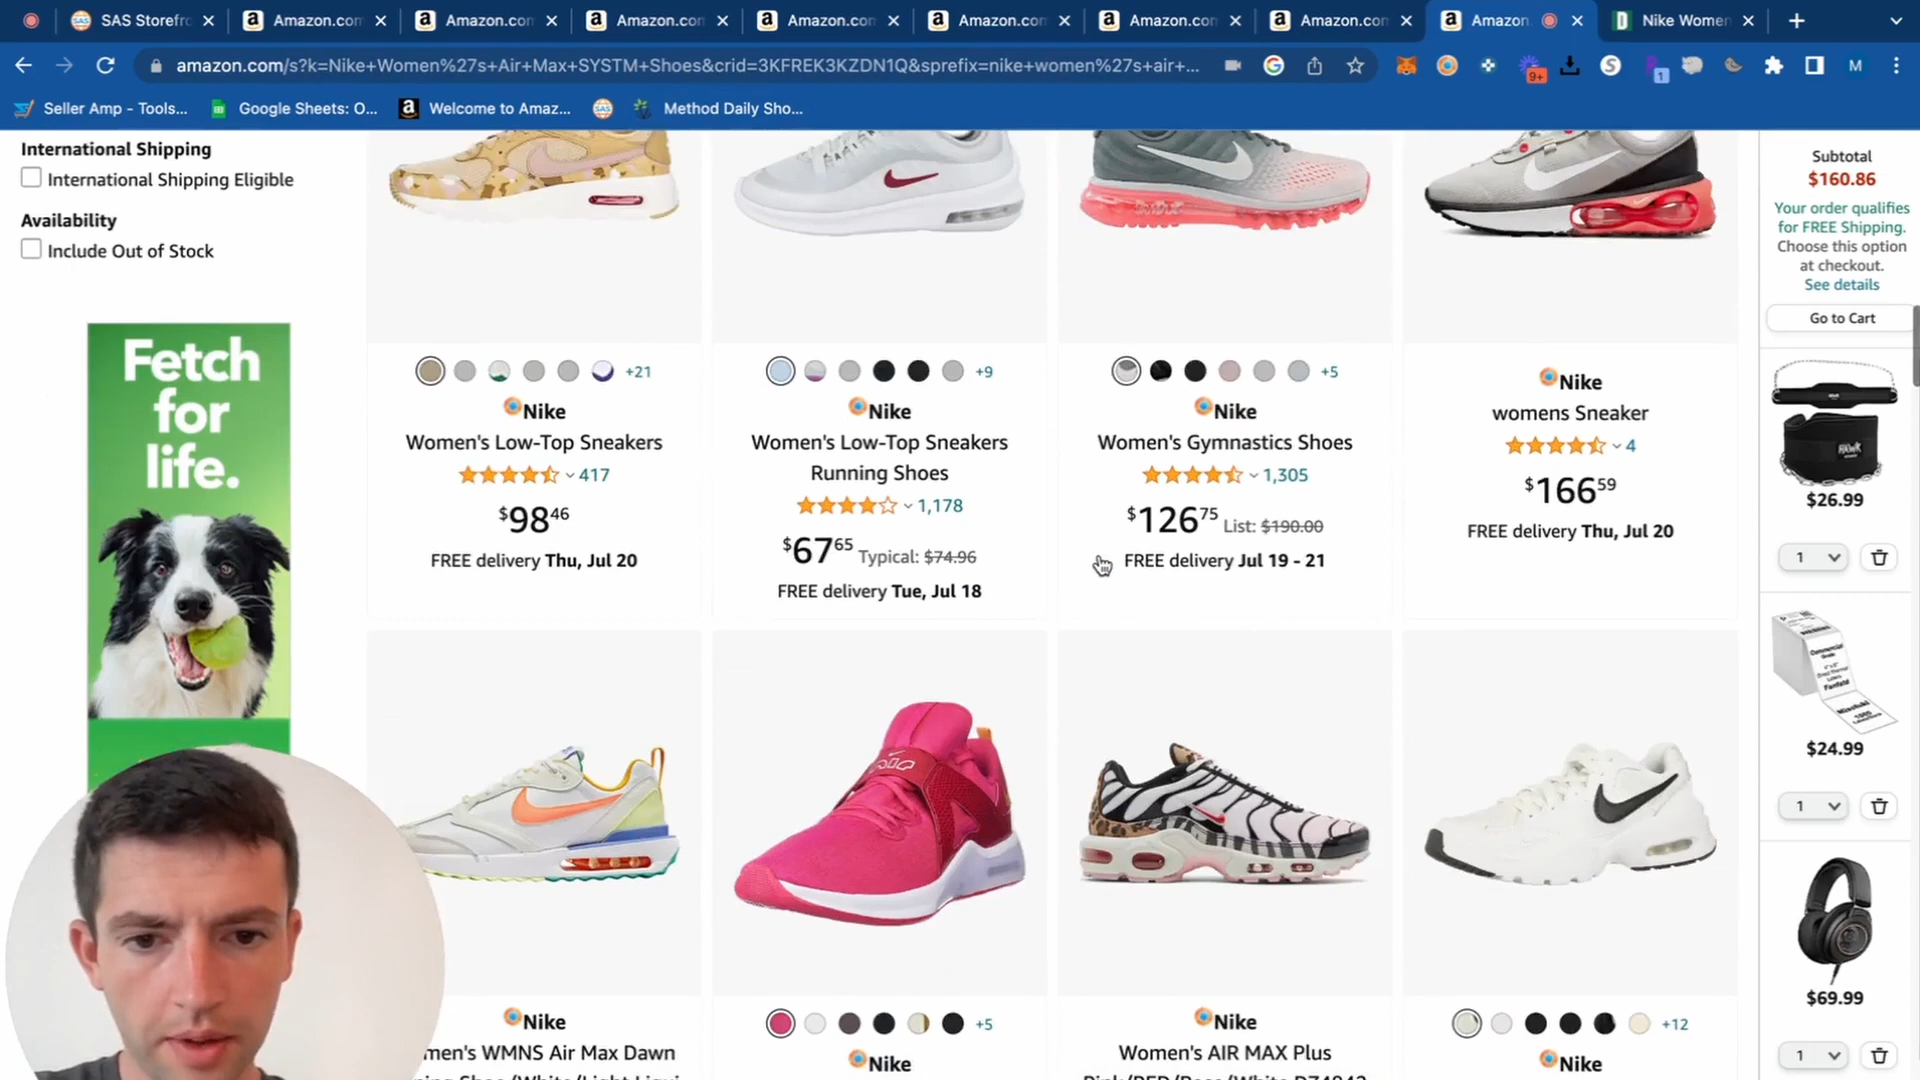 SAS Storefr
Amazon.com
Amazon.con
Amazon.con
Amazon.con
Amazon.con
Amazon.con
Amazon.con
Amazon.
Nike Women
amazon.com/s?k=Nike+Women%27s+Air+Max+SYSTM+Shoes&crid=3KFREK3KZDN1Q&sprefix=nike+women%27s+air+...
9+
1
M
Seller Amp - Tools...
Google Sheets: O...
Welcome to Amaz...
Method Daily Sho...
International Shipping
International Shipping Eligible
Availability
Include Out of Stock
Fetch
for
life.
+21
Nike
Women's Low-Top Sneakers
417
$98.46
FREE delivery Thu, Jul 20
+9
Nike
Women's Low-Top Sneakers
Running Shoes
1,178
$67.65 Typical: $74.96
FREE delivery Tue, Jul 18
+5
Nike
Women's Gymnastics Shoes
1,305
$126.75 List: $190.00
FREE delivery Jul 19 - 21
Nike
womens Sneaker
4
$166.59
FREE delivery Thu, Jul 20
Nike
men's WMNS Air Max Dawn
+5
Nike
Nike
Women's AIR MAX Plus
+12
Nike
Subtotal
$160.86
Your order qualifies
for FREE Shipping.
Choose this option
at checkout.
See details
Go to Cart
$26.99
1
$24.99
1
$69.99
1